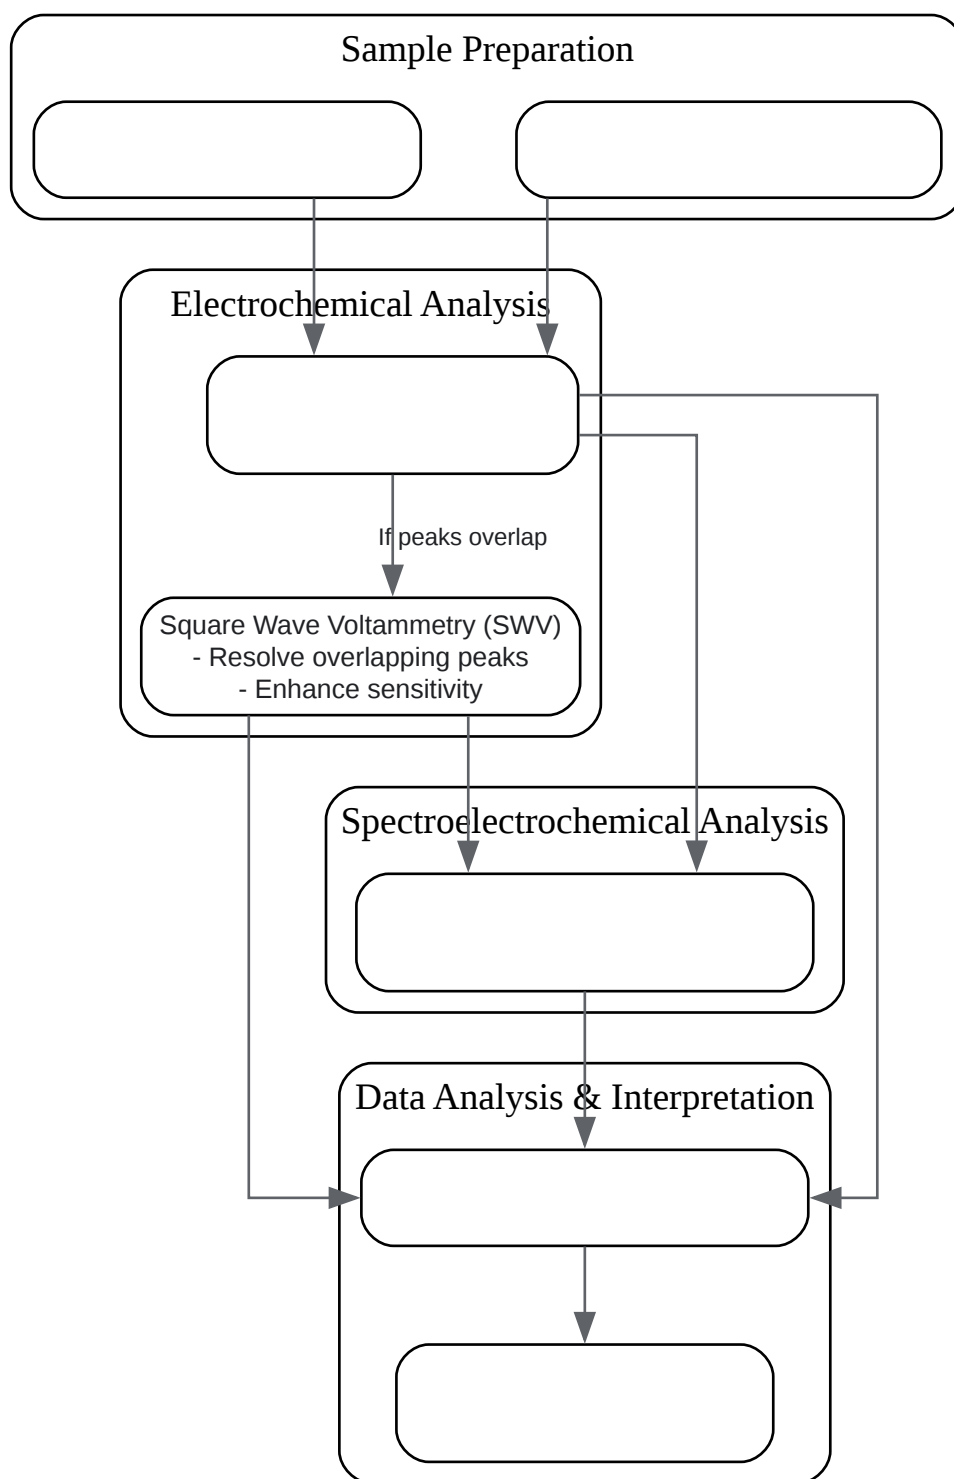 Sample Preparation
Electrochemical Analysis
If peaks overlap
Square Wave Voltammetry (SWV)
- Resolve overlapping peaks
- Enhance sensitivity
Spectroelectrochemical Analysis
Data Analysis & Interpretation